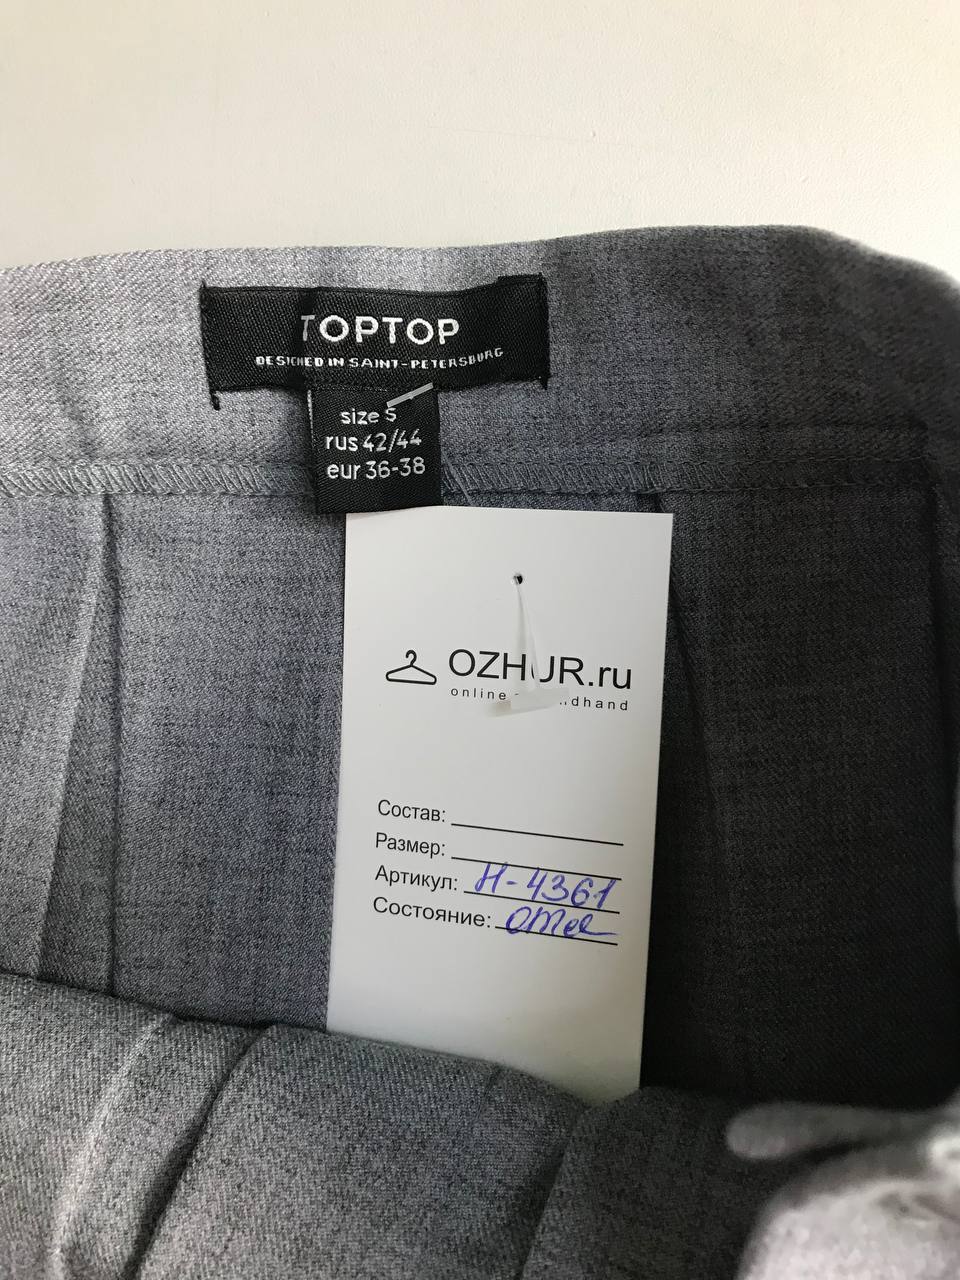 TOPTOP
DESIGNED IN SAINT-PETERSBURG
size S
rus 42/44
eur 36-38
OZHUR.ru
online
Состав:
Размер:
Артикул: Н-4361
Состояние: